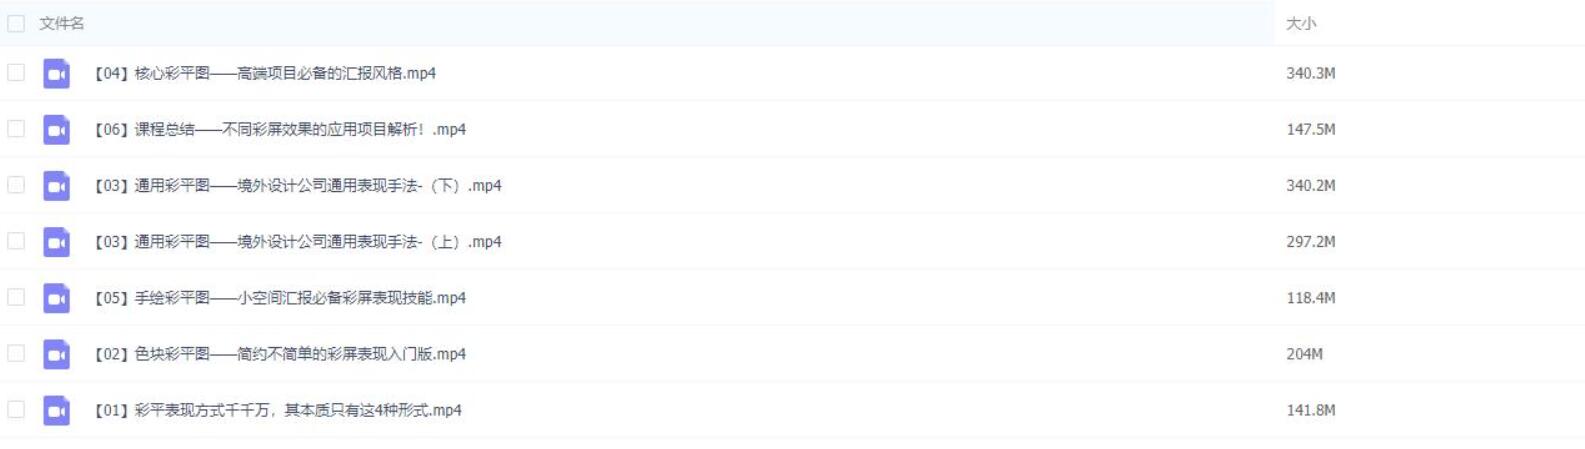 文件名 大小
【04】核心彩平图——高端项目必备的汇报风格.mp4 340.3M
【06】课程总结——不同彩屏效果的应用项目解析！.mp4 147.5M
【03】通用彩平图——境外设计公司通用表现手法-（下）.mp4 340.2M
【03】通用彩平图——境外设计公司通用表现手法-（上）.mp4 297.2M
【05】手绘彩平图——小空间汇报必备彩屏表现技能.mp4 118.4M
【02】色块彩平图——简约不简单的彩屏表现入门版.mp4 204M
【01】彩平表现方式千千万，其本质只有这4种形式.mp4 141.8M